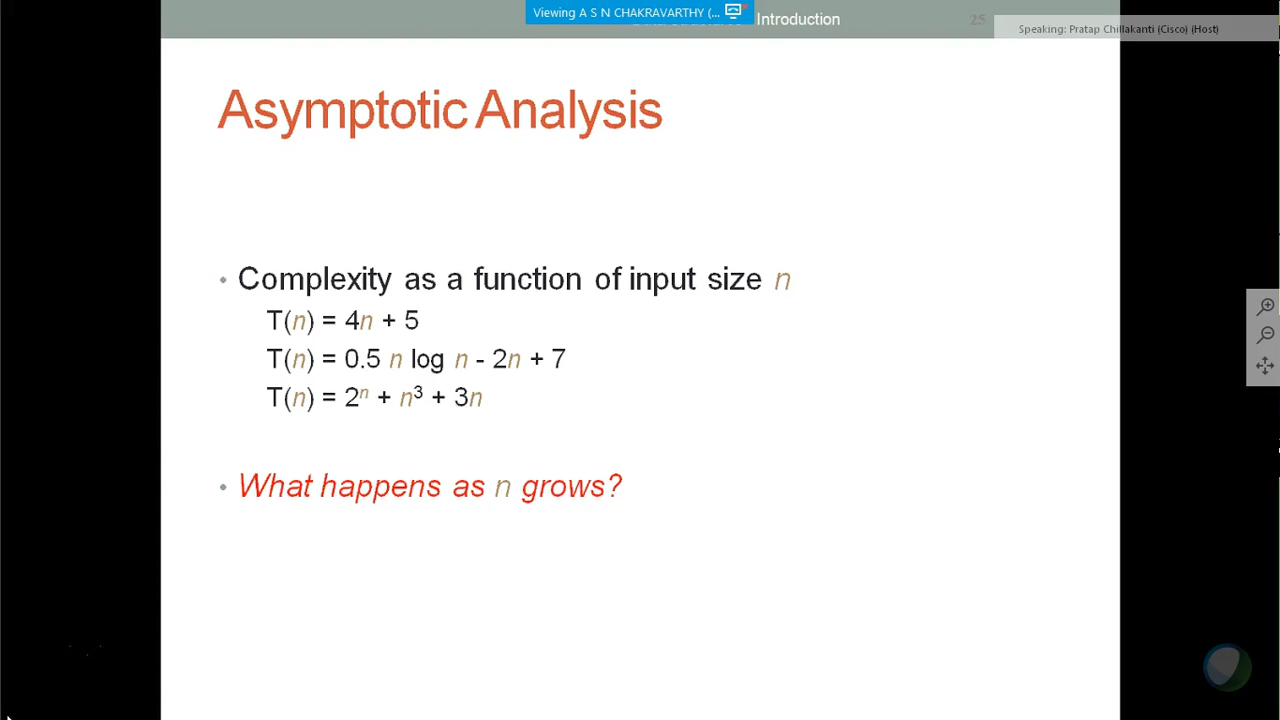 Viewing A S N CHAKRAVARTHY (...
Introduction
25
Speaking: Pratap Chillakanti (Cisco) (Host)
Asymptotic Analysis
• Complexity as a function of input size n
T(n) = 4n + 5
T(n) = 0.5 n log n - 2n + 7
T(n) = 2ⁿ + n³ + 3n
• What happens as n grows?